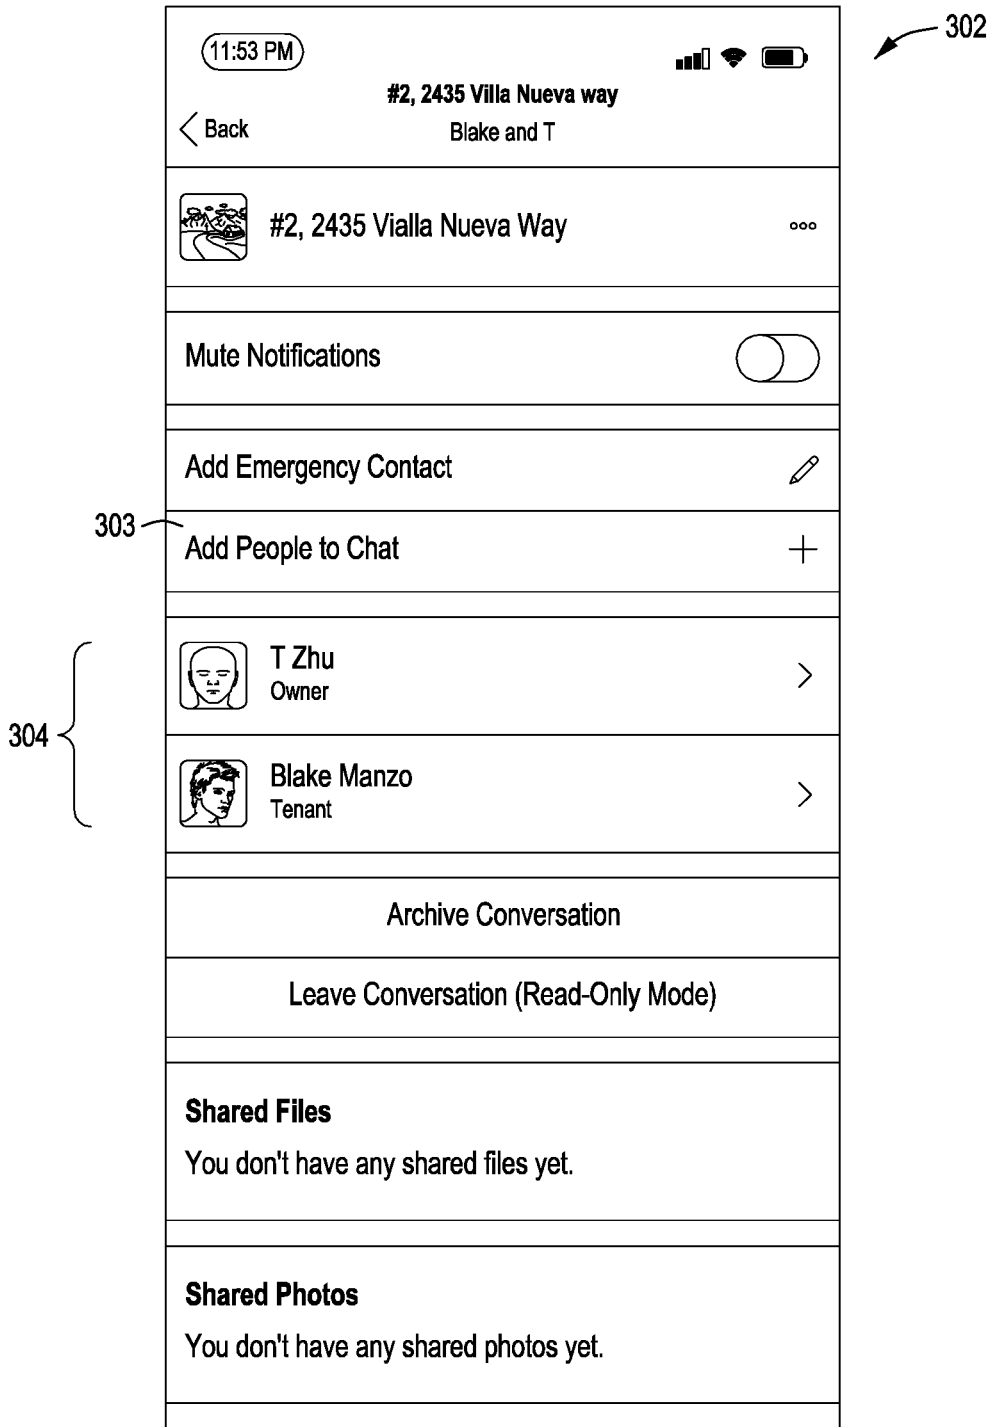 302
11:53 PM
#2, 2435 Villa Nueva way
Back
Blake and T
#2, 2435 Vialla Nueva Way
Mute Notifications
Add Emergency Contact
303
Add People to Chat
304
T Zhu
Owner
Blake Manzo
Tenant
Archive Conversation
Leave Conversation (Read-Only Mode)
Shared Files
You don't have any shared files yet.
Shared Photos
You don't have any shared photos yet.